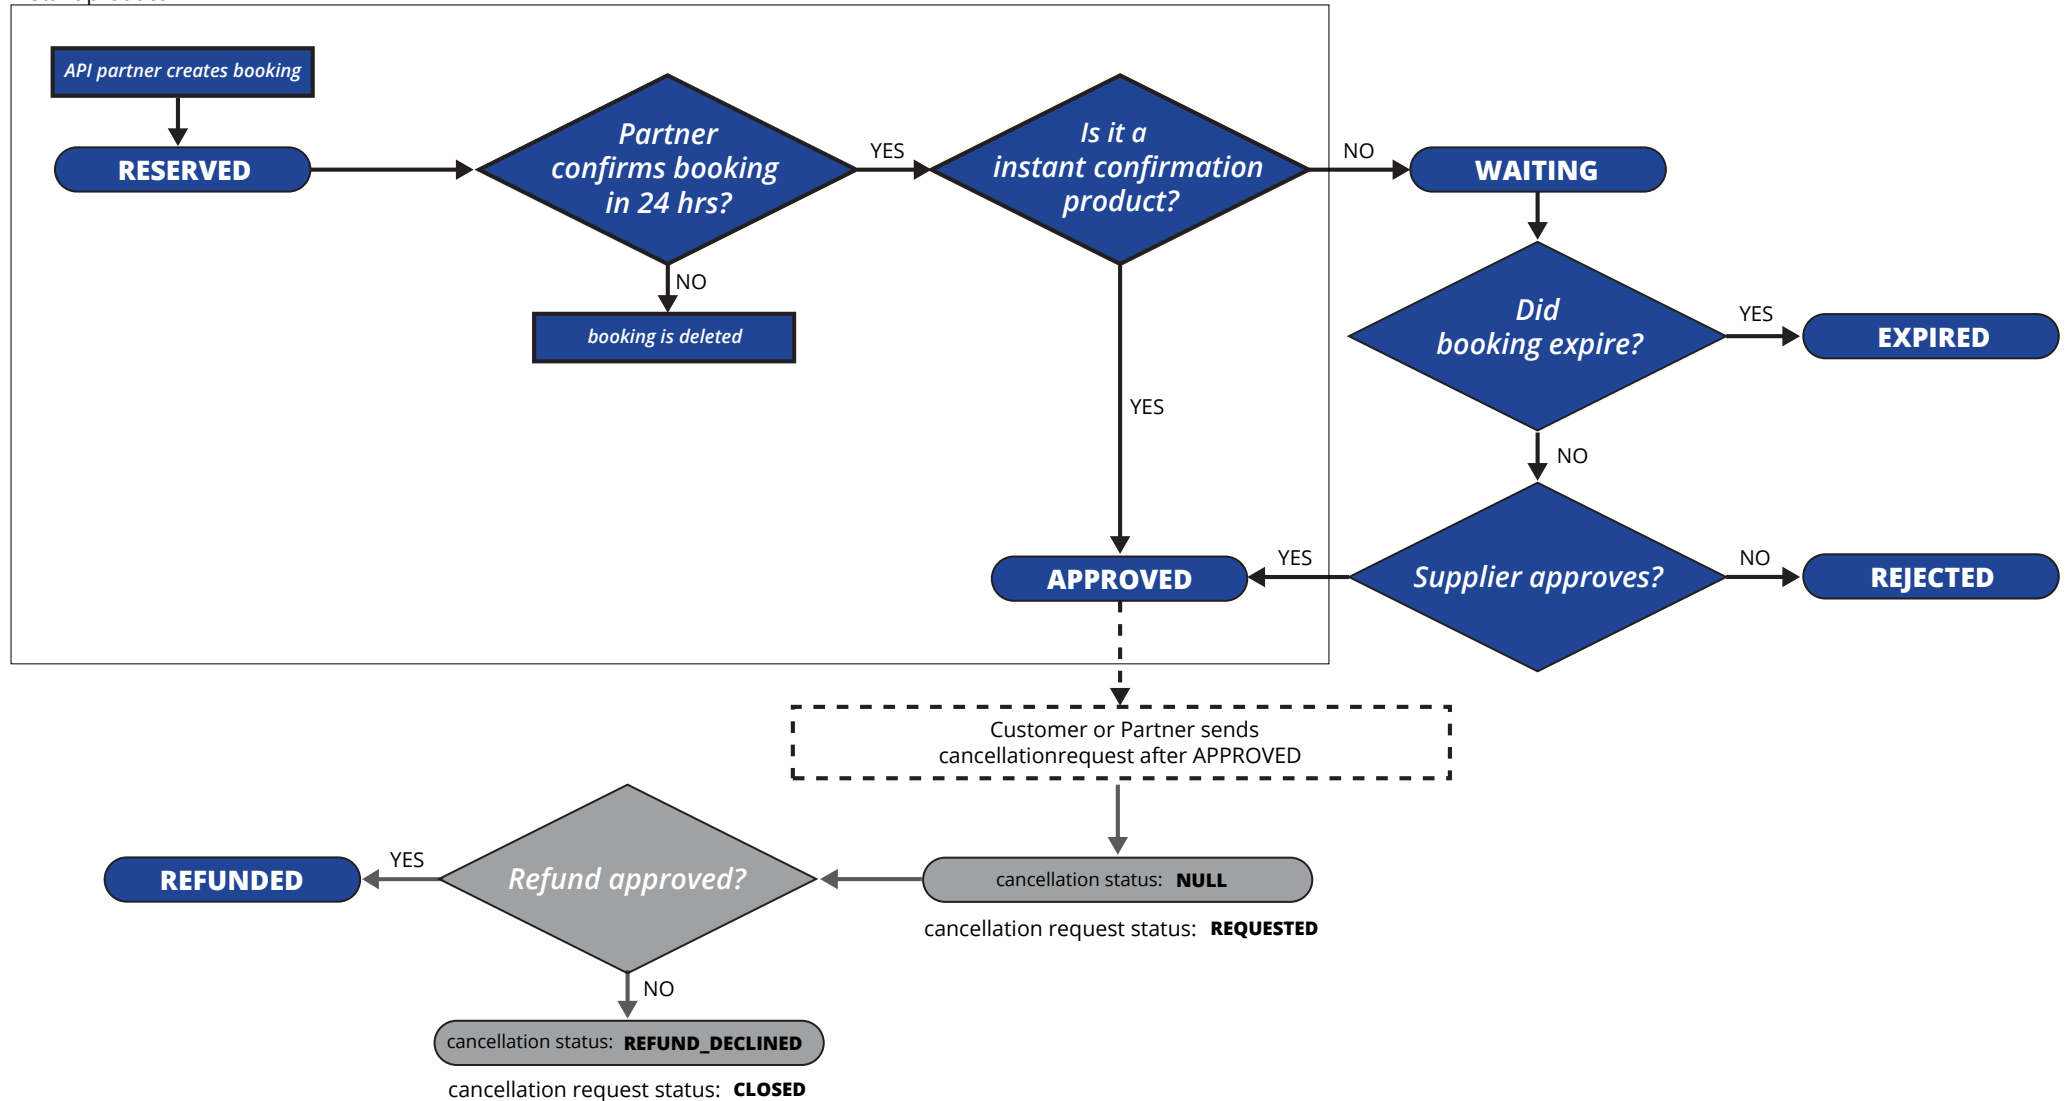 API partner creates booking
RESERVED
Partner
confirms booking
in 24 hrs?
YES
Is it a
instant confirmation
product?
NO
WAITING
NO
booking is deleted
Did
booking expire?
YES
EXPIRED
YES
NO
APPROVED
YES
Supplier approves?
NO
REJECTED
Customer or Partner sends
cancellationrequest after APPROVED
REFUNDED
YES
Refund approved?
cancellation status: NULL
cancellation request status: REQUESTED
NO
cancellation status: REFUND_DECLINED
cancellation request status: CLOSED